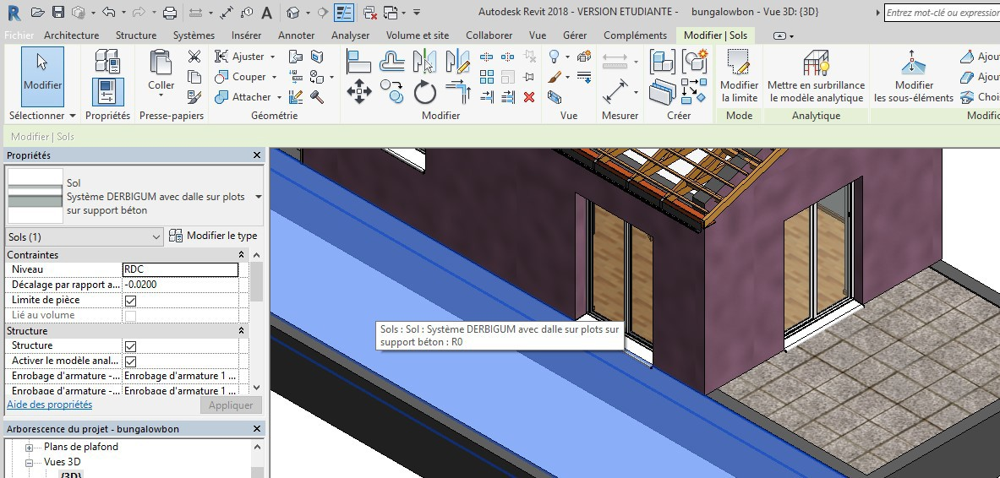 Autodesk Revit 2018 - VERSION ETUDIANTE - bungalowbon - Vue 3D: {3D}
Entrez mot-clé ou expression
Fichier Architecture Structure Systèmes Insérer Annoter Analyser Volume et site Collaborer Vue Gérer Compléments Modifier | Sols
Modifier
Coller
Ajuster
Couper
Attacher
Modifier
la limite
Mettre en surbrillance
le modèle analytique
Modifier
les sous-éléments
Ajou
Ajou
Choi
Sélectionner Propriétés Presse-papiers Géométrie Modifier Vue Mesurer Créer Mode Analytique Modific
Modifier | Sols
Propriétés
Sol
Système DERBIGUM avec dalle sur plots
sur support béton
Sols (1) Modifier le type
Contraintes
Niveau RDC
Décalage par rapport a... -0.0200
Limite de pièce
Lié au volume
Structure
Structure
Activer le modèle anal...
Enrobage d'armature -... Enrobage d'armature 1 ...
Enrobage d'armature -... Enrobage d'armature 1 ...
Aide des propriétés Appliquer
Arborescence du projet - bungalowbon
Plans de plafond
Vues 3D
{3D}
Sols : Sol : Système DERBIGUM avec dalle sur plots sur
support béton : R0